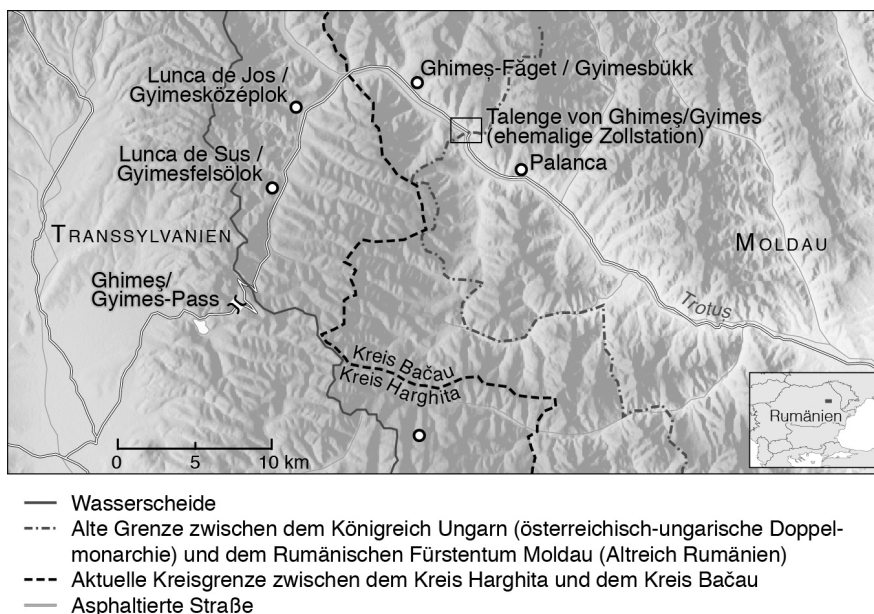 Lunca de Jos /
Gyimesközéplok
Ghimeș-Făget / Gyimesbükk
Talenge von Ghimeş/Gyimes
(ehemalige Zollstation)
Lunca de Sus /
Gyimesfelsölok
Palanca
TRANSSYLVANIEN
MOLDAU
Ghimeş/
Gyimes-Pass
Trotuş
Kreis Bačau
Kreis Harghita
Rumänien
0 5 10 km
Wasserscheide
Alte Grenze zwischen dem Königreich Ungarn (österreichisch-ungarische Doppel-
monarchie) und dem Rumänischen Fürstentum Moldau (Altreich Rumänien)
Aktuelle Kreisgrenze zwischen dem Kreis Harghita und dem Kreis Bačau
Asphaltierte Straße